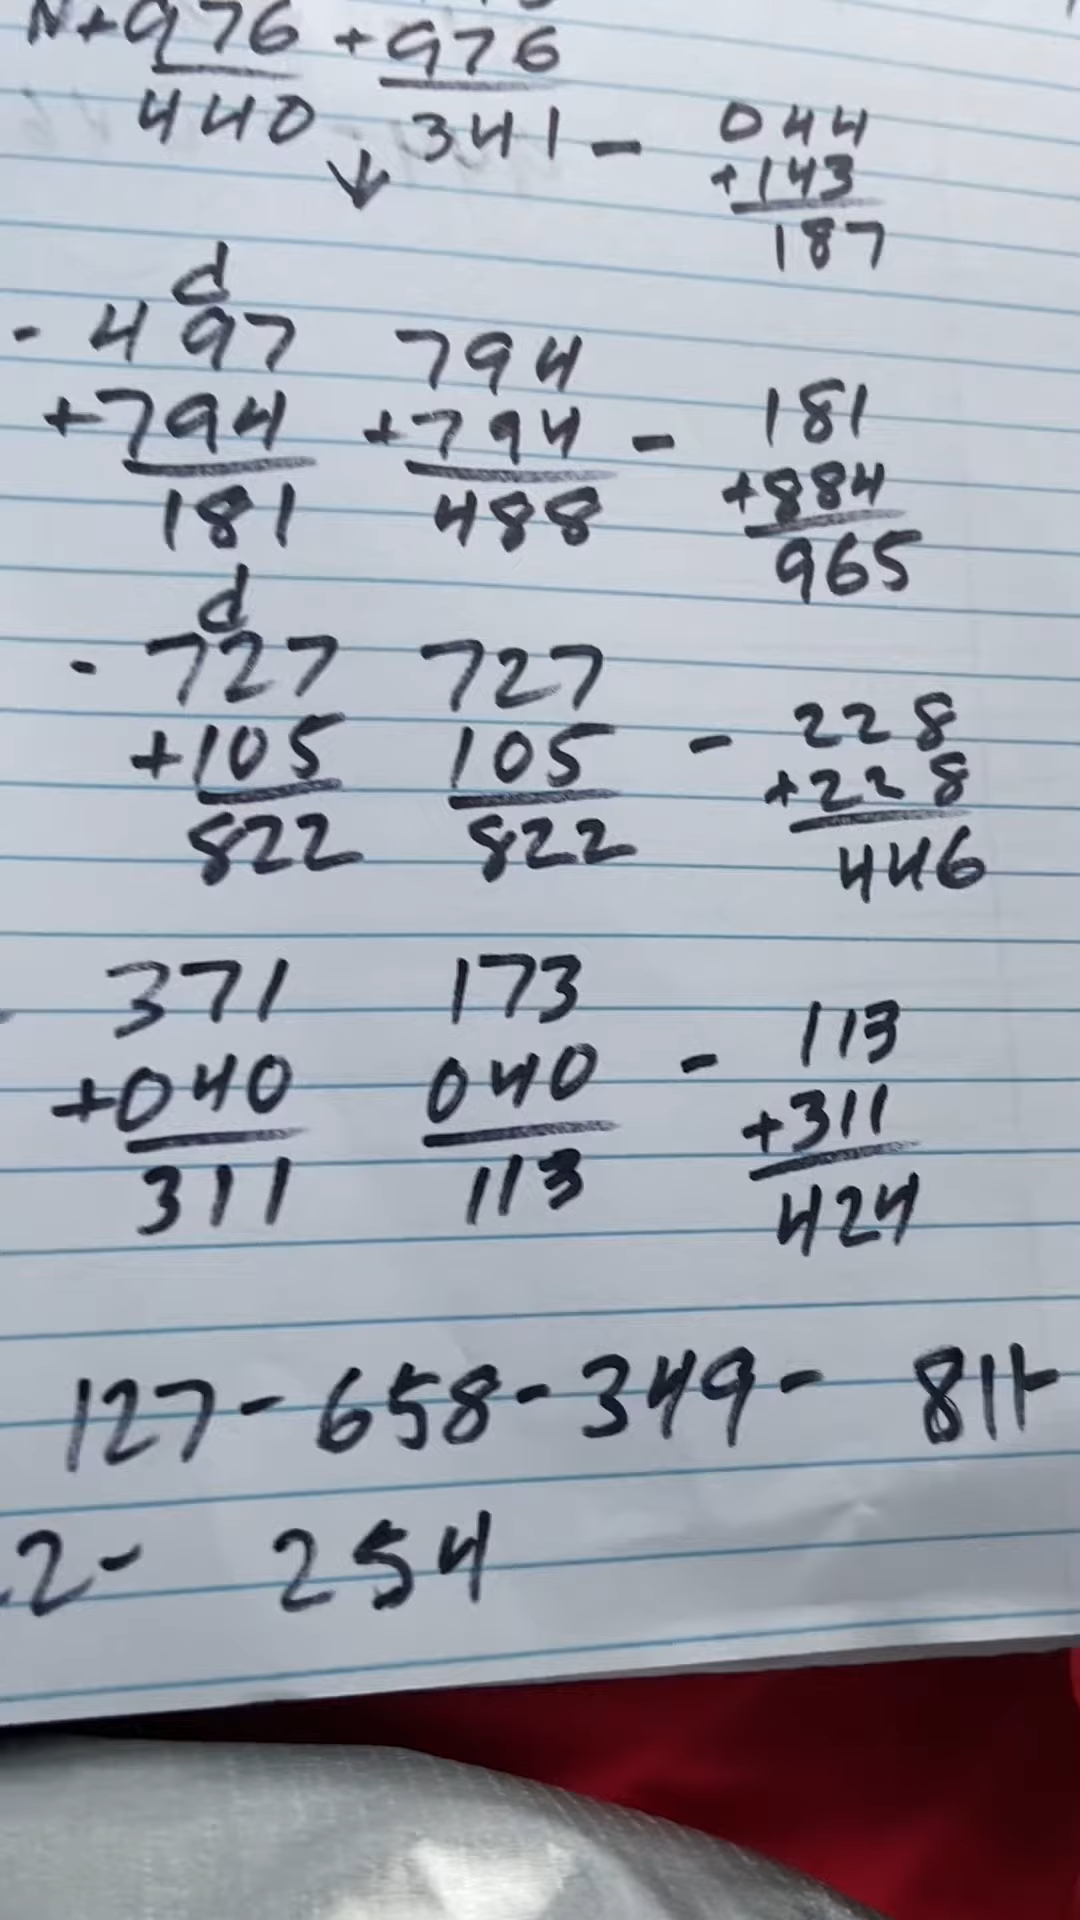 N+976 +976
440 341 - 044
+143
187
d
- 497 794
+794 +794 - 181
181 488 +884
965
d
- 727 727
+105 105 - 228
822 822 +228
446
371 173
+040 040 - 113
311 113 +311
424
127-658-349- 811-
2- 254